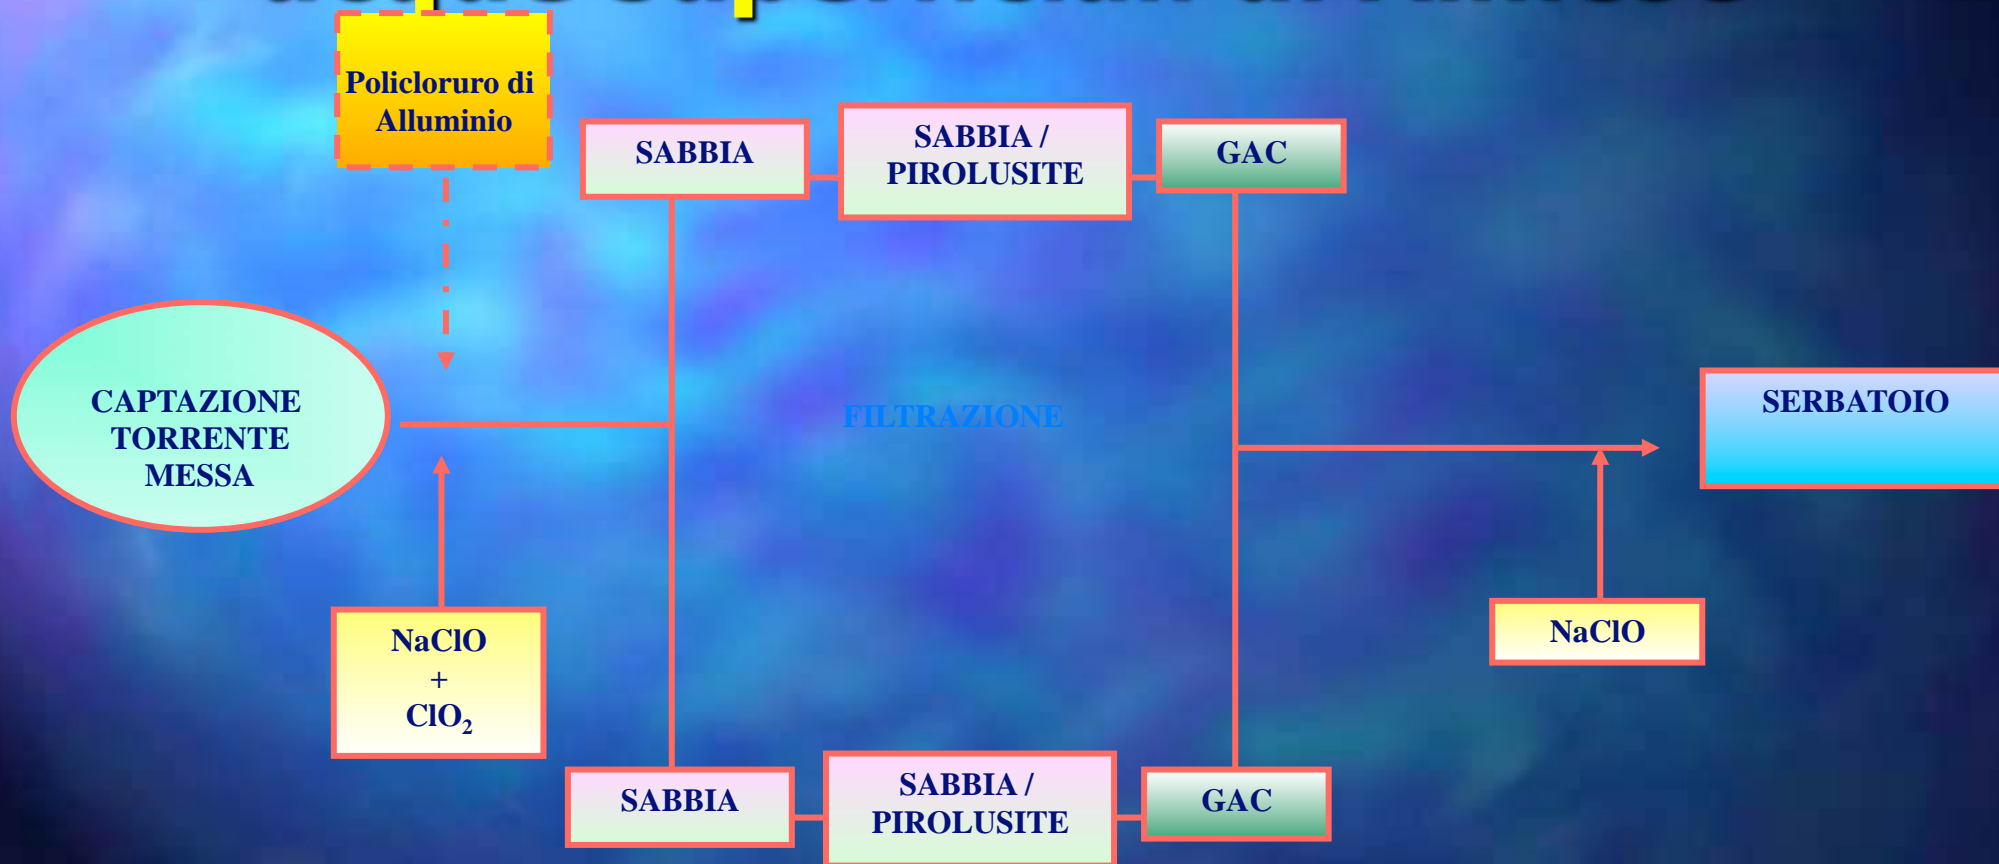 Policloruro di
Alluminio
SABBIA
SABBIA /
PIROLUSITE
GAC
CAPTAZIONE
TORRENTE
MESSA
FILTRAZIONE
SERBATOIO
NaClO
+
ClO₂
NaClO
SABBIA
SABBIA /
PIROLUSITE
GAC